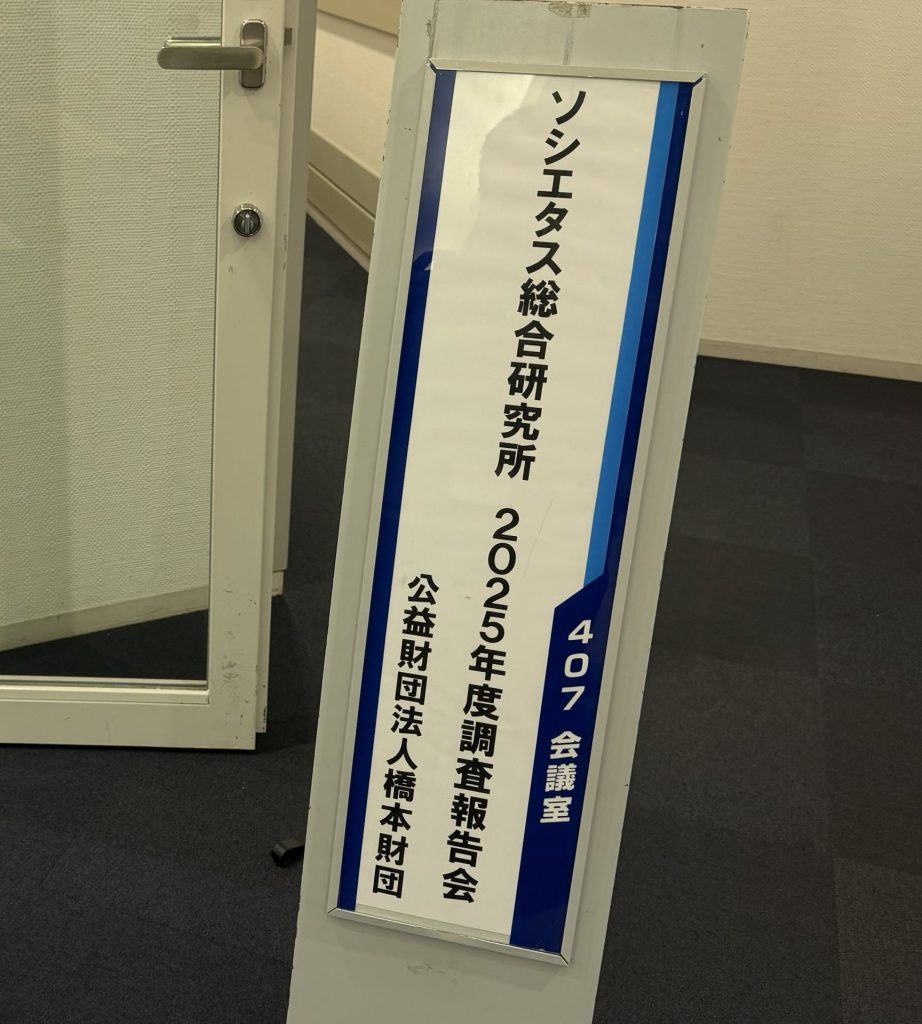 407 会議室
ソシエタス総合研究所 2025年度調査報告会
公益財団法人橋本財団